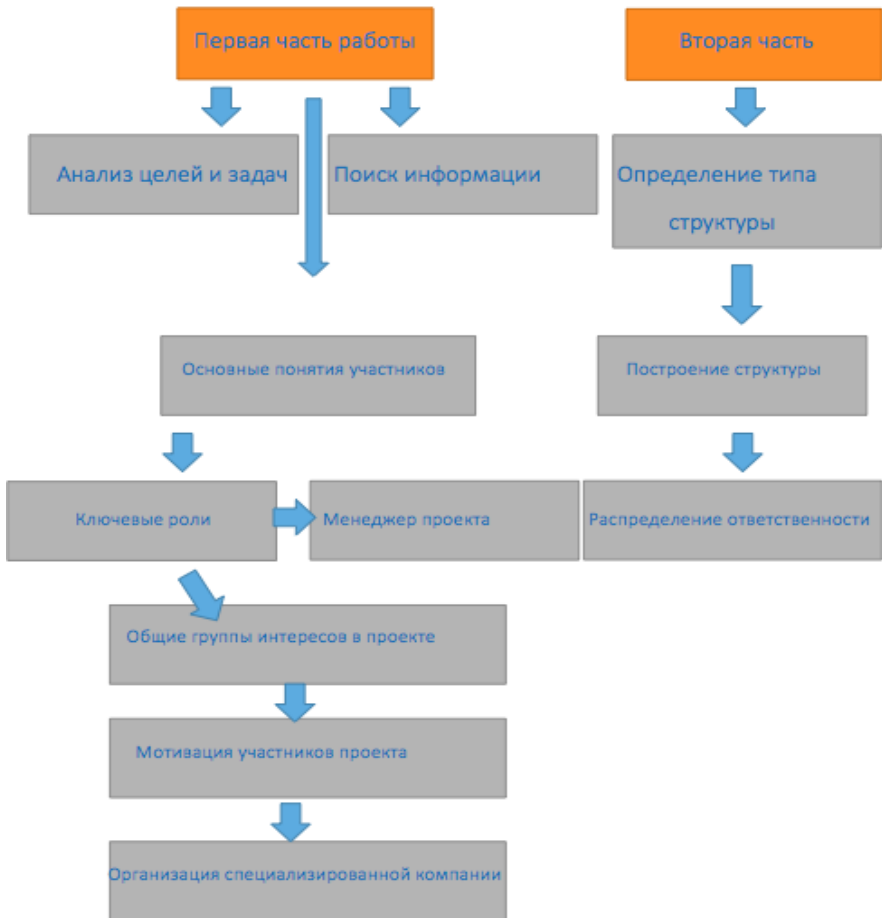 Первая часть работы
Вторая часть
Анализ целей и задач
Поиск информации
Определение типа
структуры
Основные понятия участников
Построение структуры
Ключевые роли
Менеджер проекта
Распределение ответственности
Общие группы интересов в проекте
Мотивация участников проекта
Организация специализированной компании